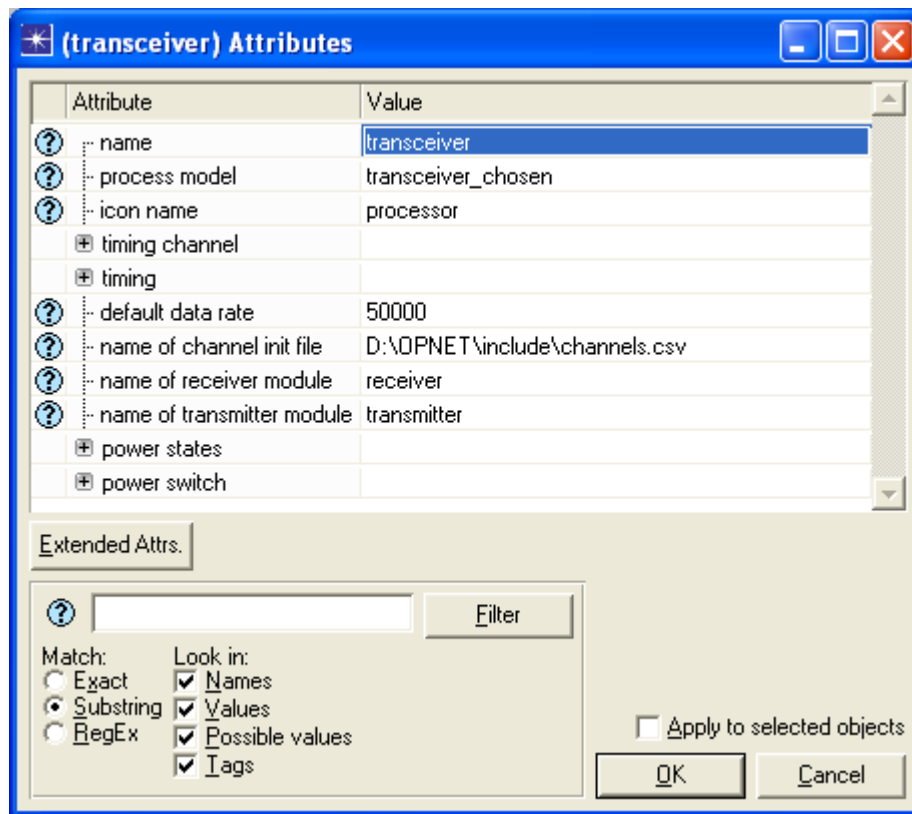 (transceiver) Attributes
Attribute Value
name transceiver
process model transceiver_chosen
icon name processor
timing channel
timing
default data rate 50000
name of channel init file D:\OPNET\include\channels.csv
name of receiver module receiver
name of transmitter module transmitter
power states
power switch
Extended Attrs.
Filter
Match: Look in:
Exact Names
Substring Values
RegEx Possible values
Tags
Apply to selected objects
OK Cancel